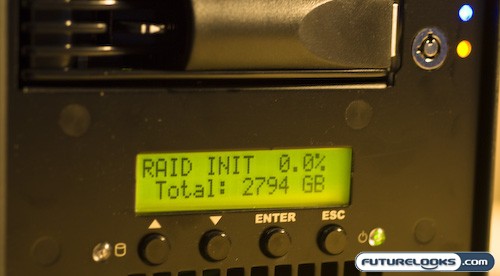 RAID INIT 0.0%
Total: 2794 GB
ENTER ESC
FUTURELOOKS.COM